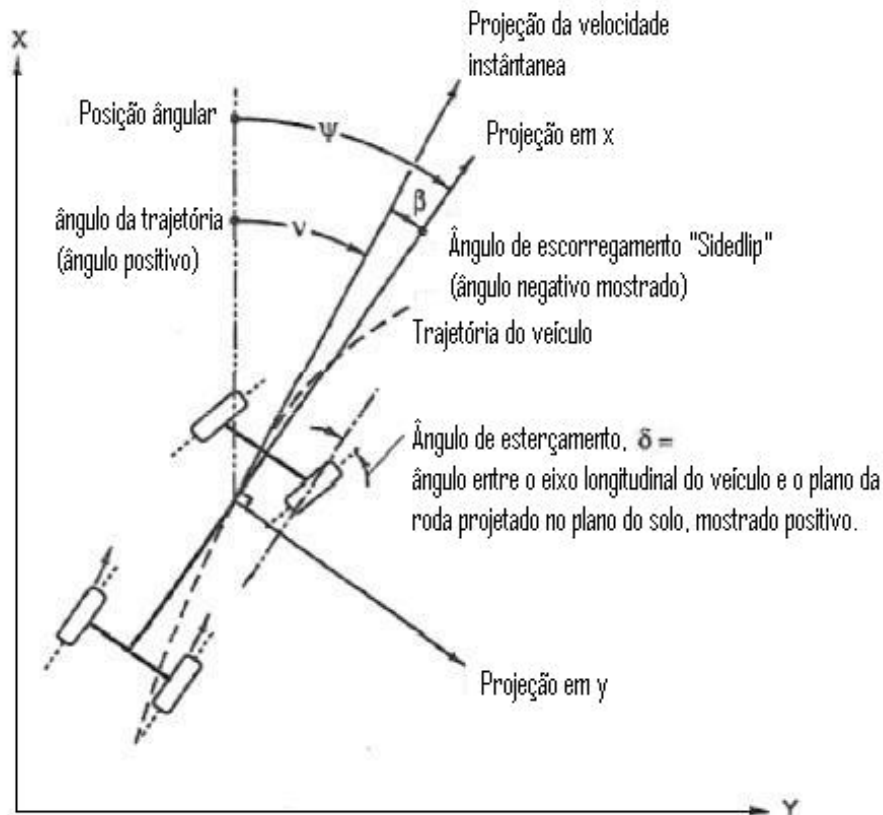 X
Projeção da velocidade
instântanea
Posição ângular
Ψ
Projeção em x
β
ângulo da trajetória
(ângulo positivo)
ν
Ângulo de escorregamento "Sidedlip"
(ângulo negativo mostrado)
Trajetória do veículo
Ângulo de esterçamento, δ =
ângulo entre o eixo longitudinal do veículo e o plano da
roda projetado no plano do solo, mostrado positivo.
Projeção em y
Y